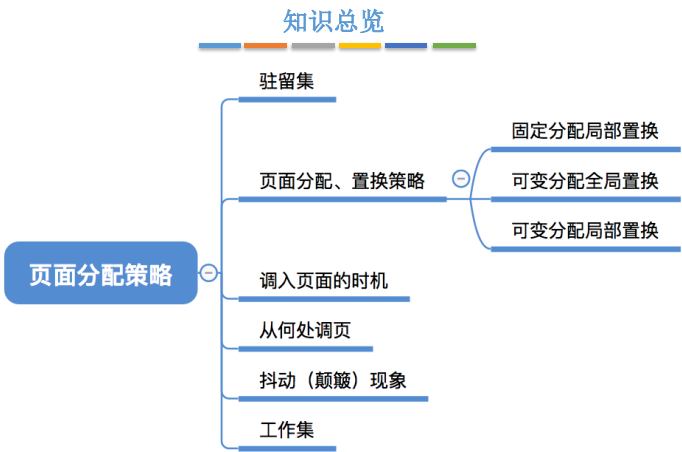 知识总览
驻留集
固定分配局部置换
页面分配、置换策略
可变分配全局置换
可变分配局部置换
页面分配策略
调入页面的时机
从何处调页
抖动（颠簸）现象
工作集